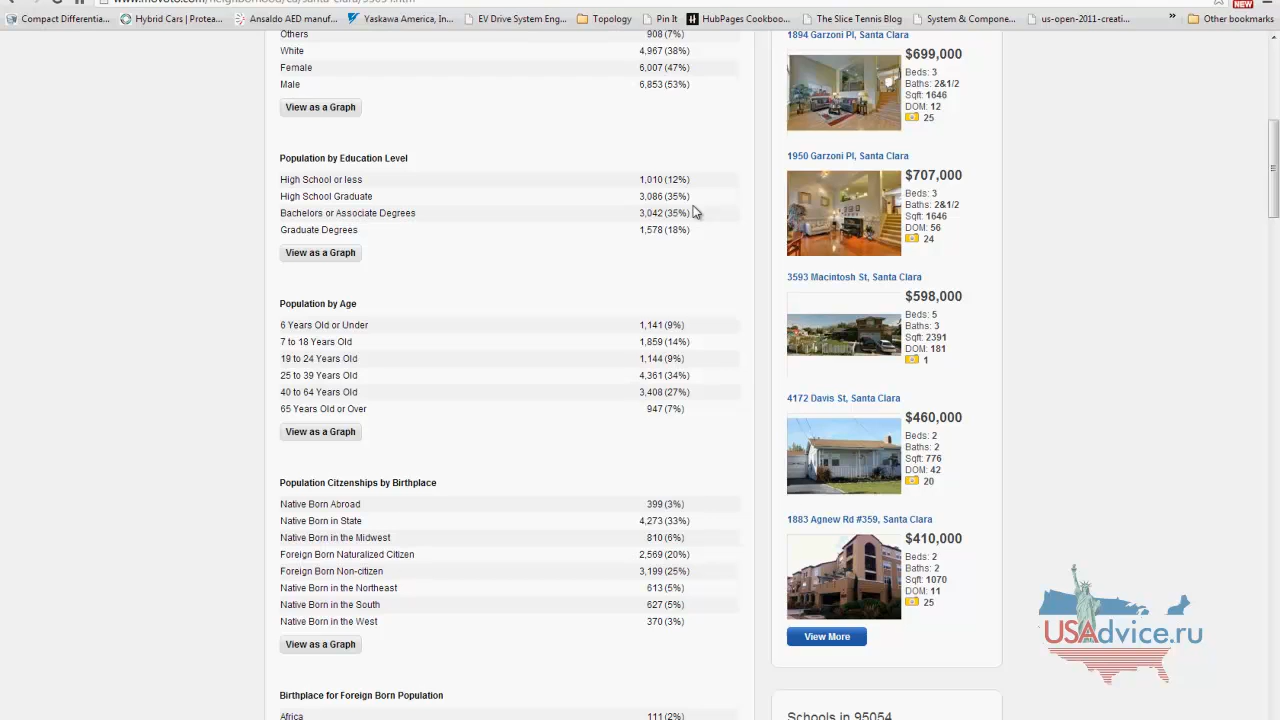 Compact Differential...
Hybrid Cars (Protea...
Ansaldo AED manuf...
Yaskawa America, In...
EV Drive System Eng...
Topology
Pin It
HubPages Cookboo...
The Slice Tennis Blog
System & Compone...
us-open-2011-creati...
»
Other bookmarks
NEW
Others 908 (7%)
White 4,967 (38%)
Female 6,007 (47%)
Male 6,853 (53%)
View as a Graph
Population by Education Level
High School or less 1,010 (12%)
High School Graduate 3,086 (35%)
Bachelors or Associate Degrees 3,042 (35%)
Graduate Degrees 1,578 (18%)
View as a Graph
Population by Age
6 Years Old or Under 1,141 (9%)
7 to 18 Years Old 1,859 (14%)
19 to 24 Years Old 1,144 (9%)
25 to 39 Years Old 4,361 (34%)
40 to 64 Years Old 3,408 (27%)
65 Years Old or Over 947 (7%)
View as a Graph
Population Citzenships by Birthplace
Native Born Abroad 399 (3%)
Native Born in State 4,273 (33%)
Native Born in the Midwest 810 (6%)
Foreign Born Naturalized Citizen 2,569 (20%)
Foreign Born Non-citizen 3,199 (25%)
Native Born in the Northeast 613 (5%)
Native Born in the South 627 (5%)
Native Born in the West 370 (3%)
View as a Graph
Birthplace for Foreign Born Population
Africa 111 (2%)
1894 Garzoni Pl, Santa Clara
$699,000
Beds: 3
Baths: 2&1/2
Sqft: 1646
DOM: 12
25
1950 Garzoni Pl, Santa Clara
$707,000
Beds: 3
Baths: 2&1/2
Sqft: 1646
DOM: 56
24
3593 Macintosh St, Santa Clara
$598,000
Beds: 5
Baths: 3
Sqft: 2391
DOM: 181
1
4172 Davis St, Santa Clara
$460,000
Beds: 2
Baths: 2
Sqft: 776
DOM: 42
20
1883 Agnew Rd #359, Santa Clara
$410,000
Beds: 2
Baths: 2
Sqft: 1070
DOM: 11
25
View More
Schools in 95054
USAdvice.ru